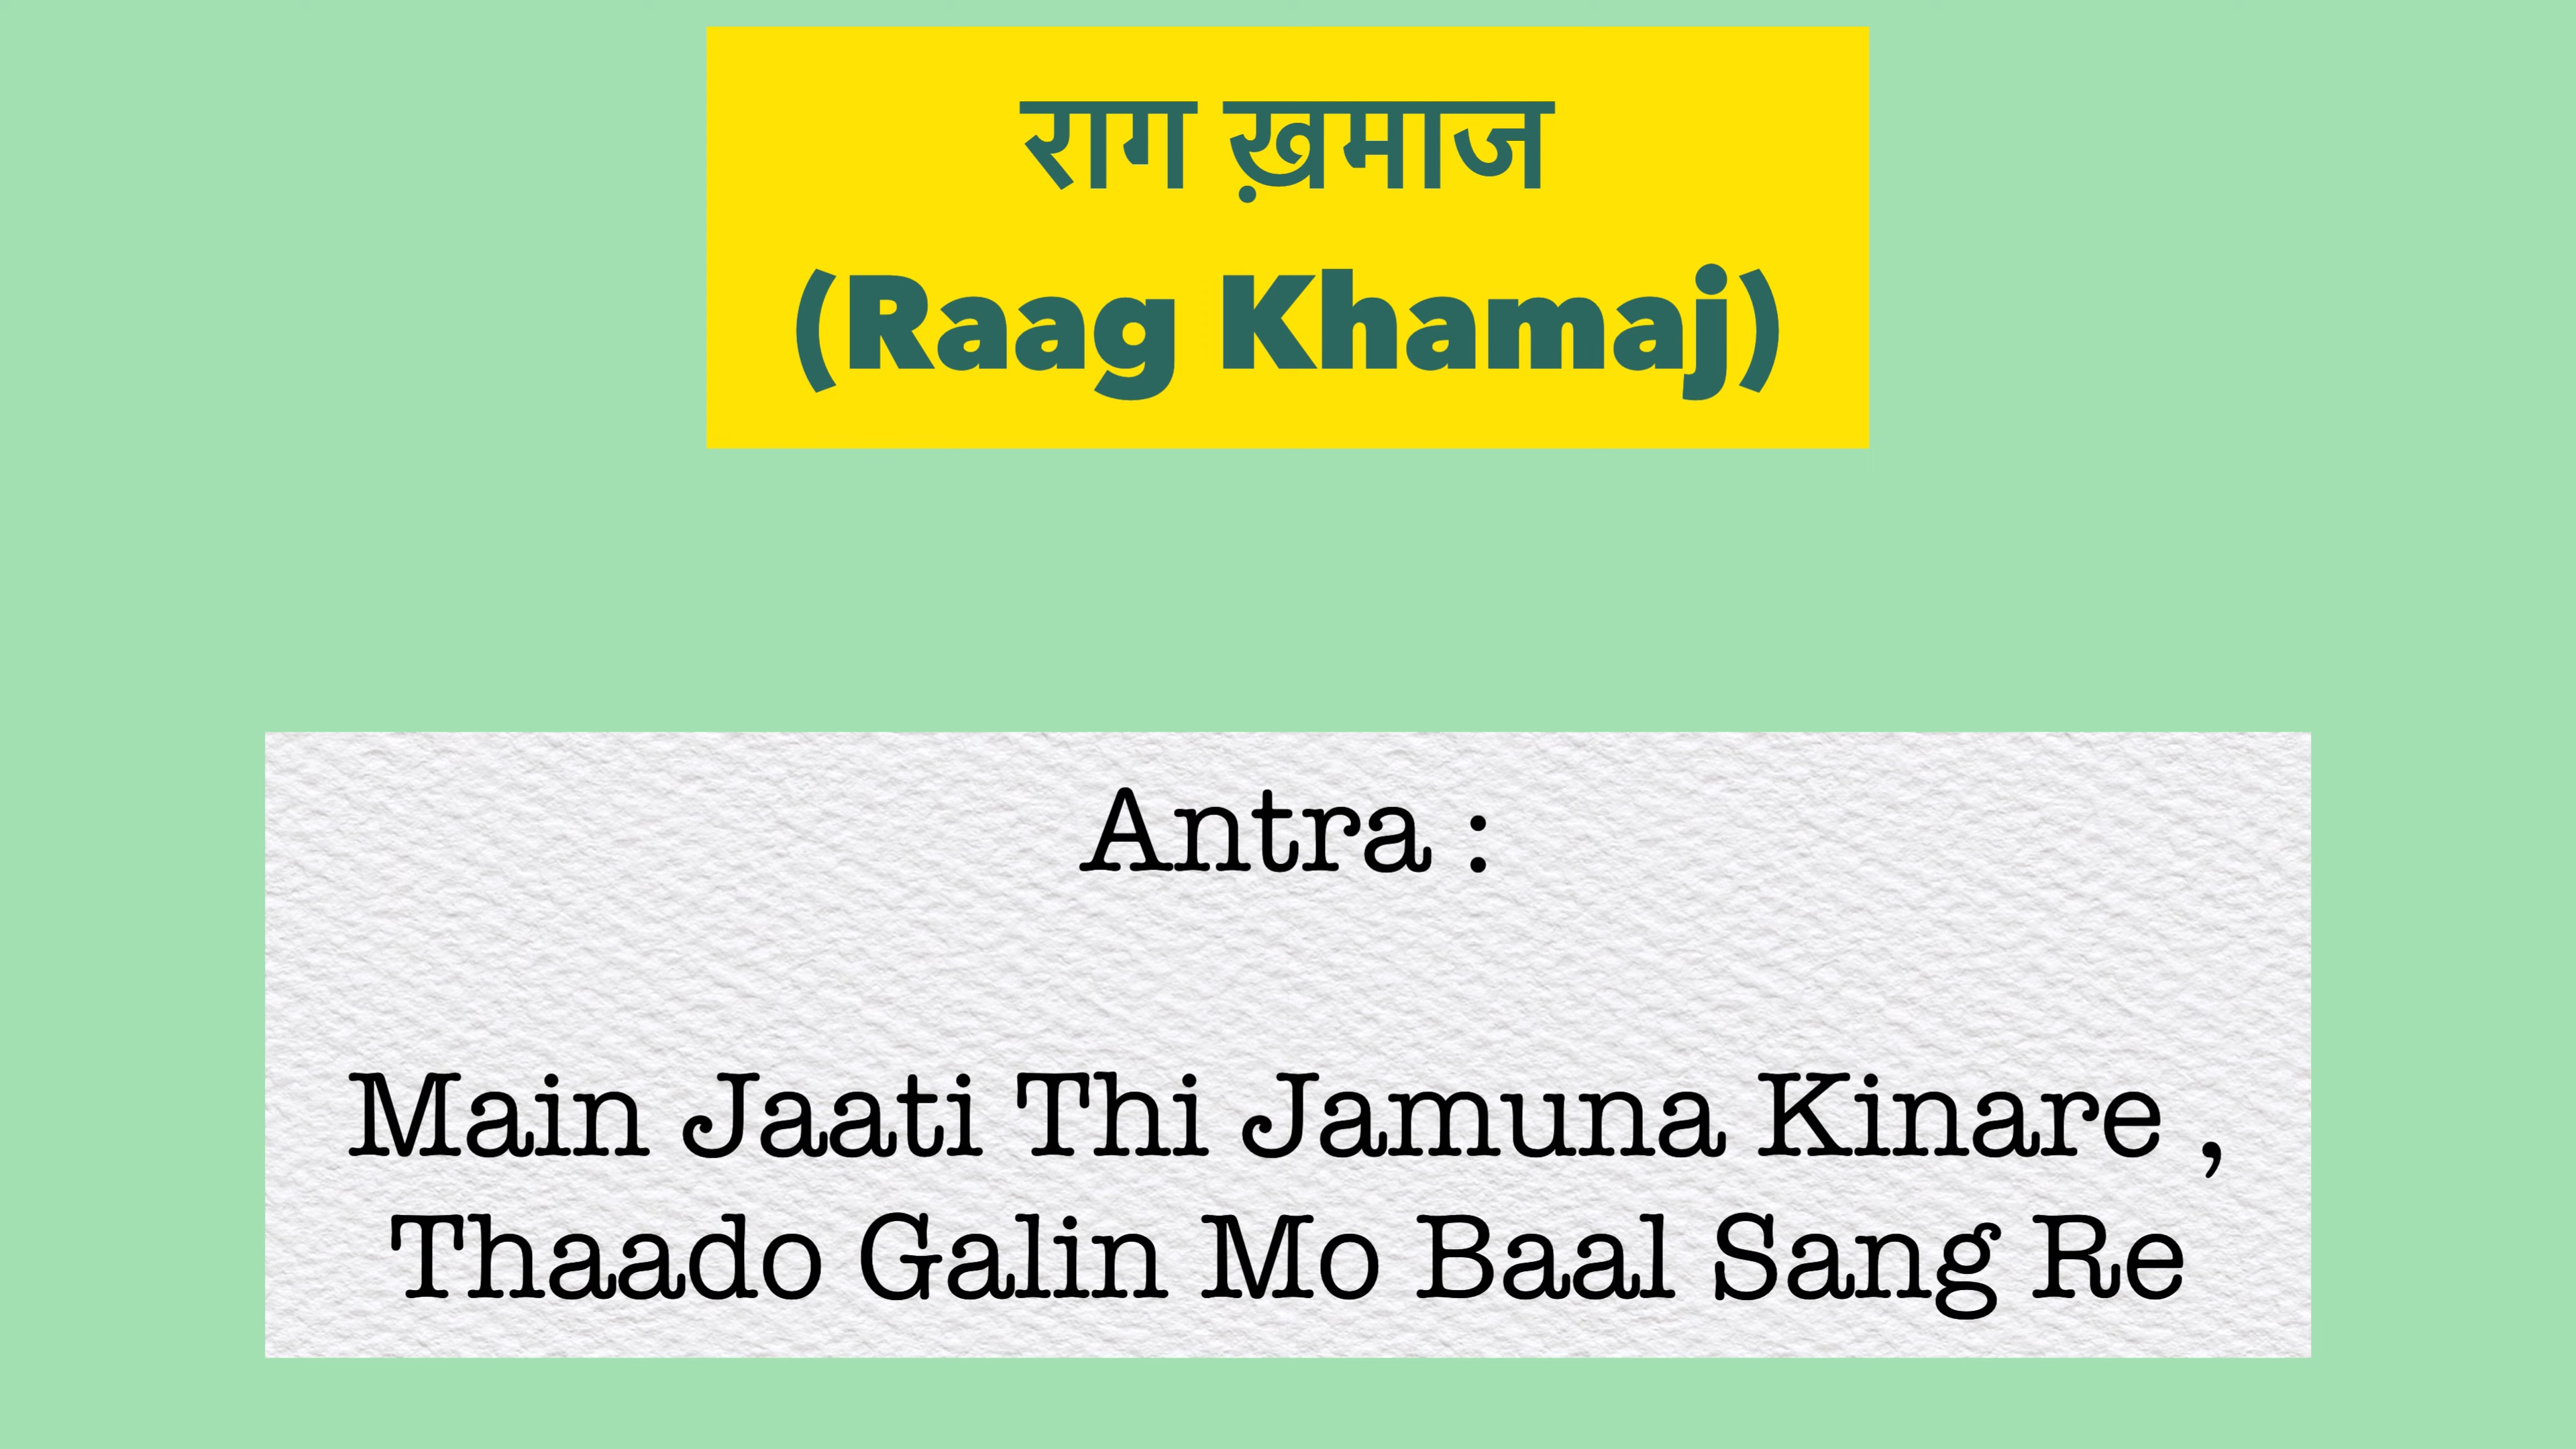 राग ख़माज
(Raag Khamaj)
Antra :
Main Jaati Thi Jamuna Kinare ,
Thaado Galin Mo Baal Sang Re